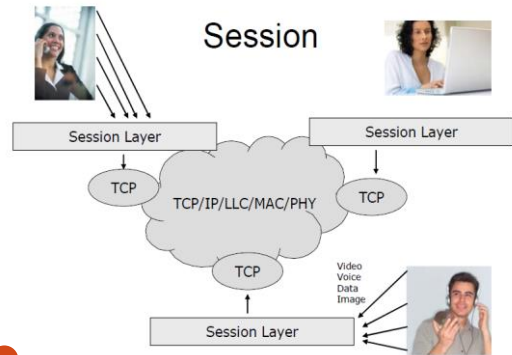 Session
Session Layer
Session Layer
TCP
TCP
TCP/IP/LLC/MAC/PHY
TCP
Video
Voice
Data
Image
Session Layer